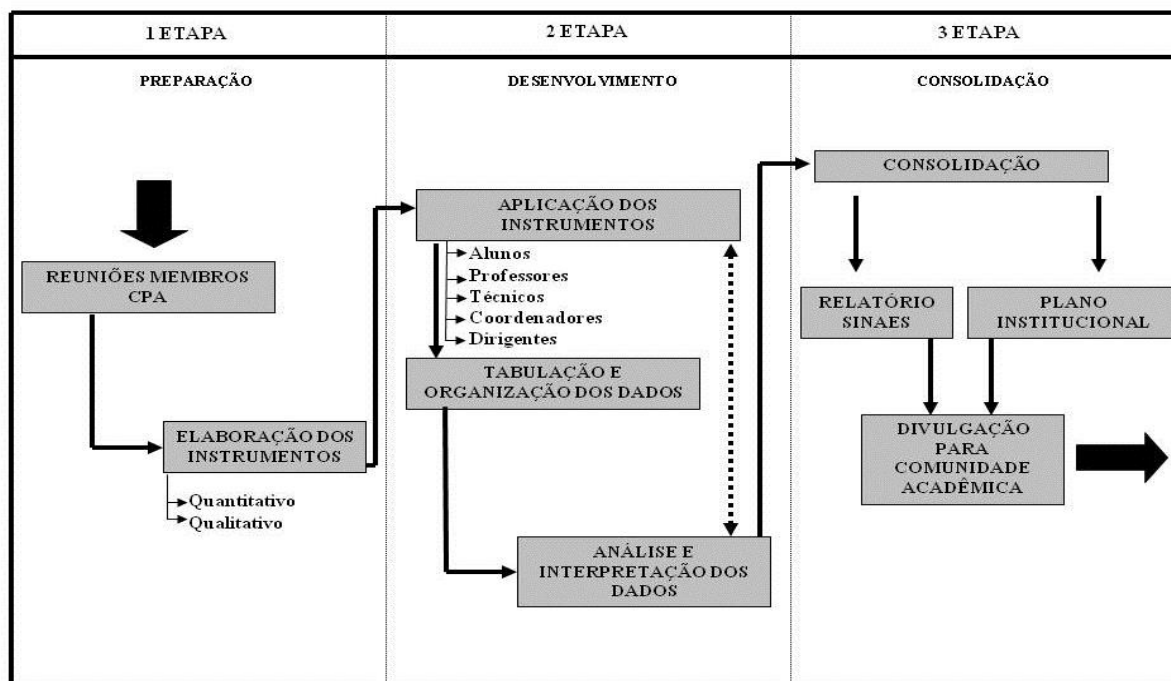 1 ETAPA
2 ETAPA
3 ETAPA
PREPARAÇÃO
DESENVOLVIMENTO
CONSOLIDAÇÃO
REUNIÕES MEMBROS
CPA
ELABORAÇÃO DOS
INSTRUMENTOS
Quantitativo
Qualitativo
APLICAÇÃO DOS
INSTRUMENTOS
Alunos
Professores
Técnicos
Coordenadores
Dirigentes
TABULAÇÃO E
ORGANIZAÇÃO DOS DADOS
ANÁLISE E
INTERPRETAÇÃO DOS
DADOS
CONSOLIDAÇÃO
RELATÓRIO
SINAES
PLANO
INSTITUCIONAL
DIVULGAÇÃO
PARA
COMUNIDADE
ACADÊMICA